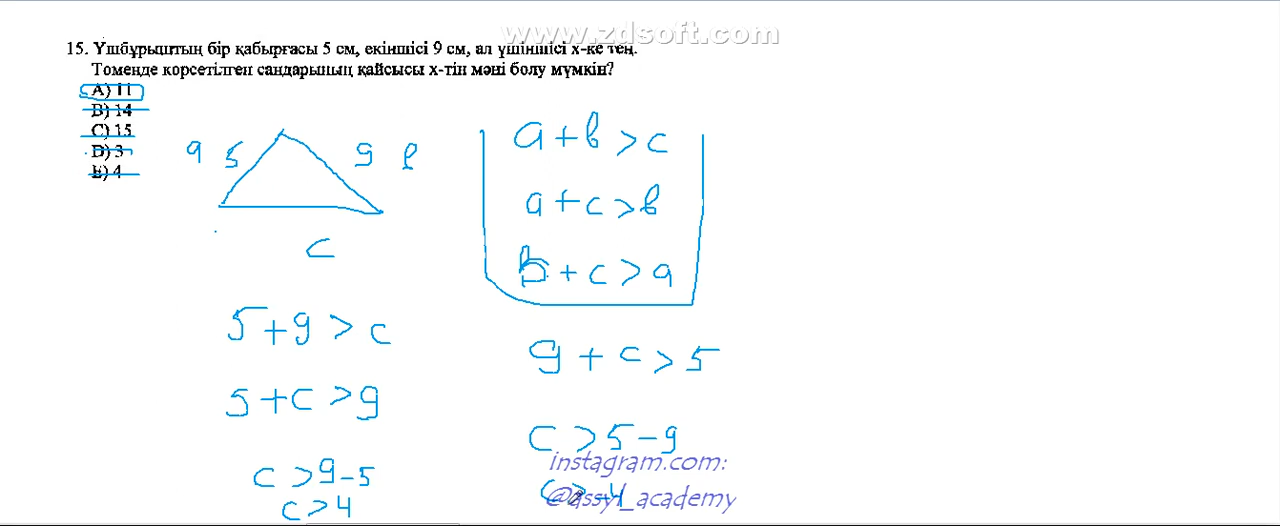 www.zdsoft.com
15. Үшбұрыштың бір қабырғасы 5 см, екіншісі 9 см, ал үшіншісі х-ке тең.
Төменде көрсетілген сандарының қайсысы х-тің мәні болу мүмкін?
A) 11
B) 14
C) 15
D) 3
E) 4
a 5
9 b
c
a + b > c
a + c > b
b + c > a
5 + 9 > c
5 + c > 9
c > 9 - 5
c > 4
9 + c > 5
c > 5 - 9
c > -4
instagram.com:
@assyl_academy